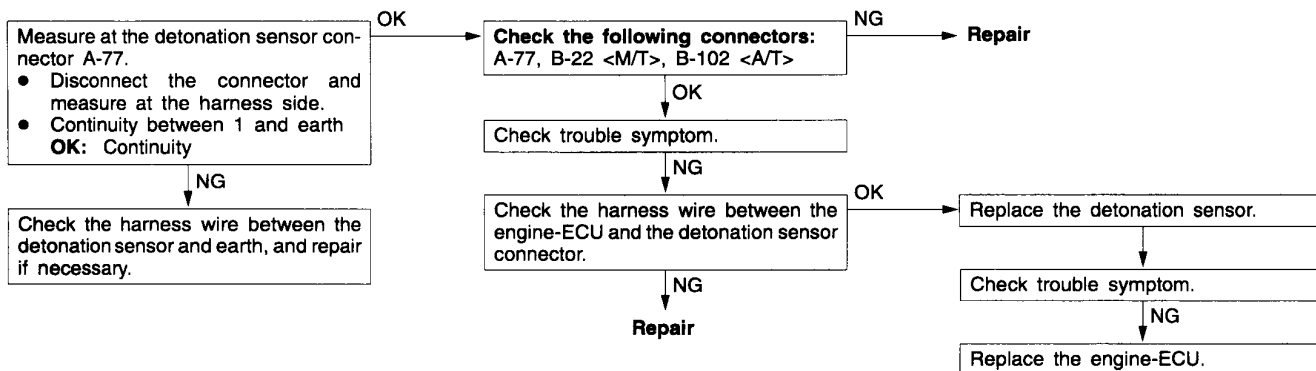 Measure at the detonation sensor con-
nector A-77.
● Disconnect the connector and
measure at the harness side.
● Continuity between 1 and earth
OK: Continuity
OK
NG
Check the harness wire between the
detonation sensor and earth, and repair
if necessary.
Check the following connectors:
A-77, B-22 <M/T>, B-102 <A/T>
NG
Repair
OK
Check trouble symptom.
NG
Check the harness wire between the
engine-ECU and the detonation sensor
connector.
OK
NG
Repair
Replace the detonation sensor.
Check trouble symptom.
NG
Replace the engine-ECU.